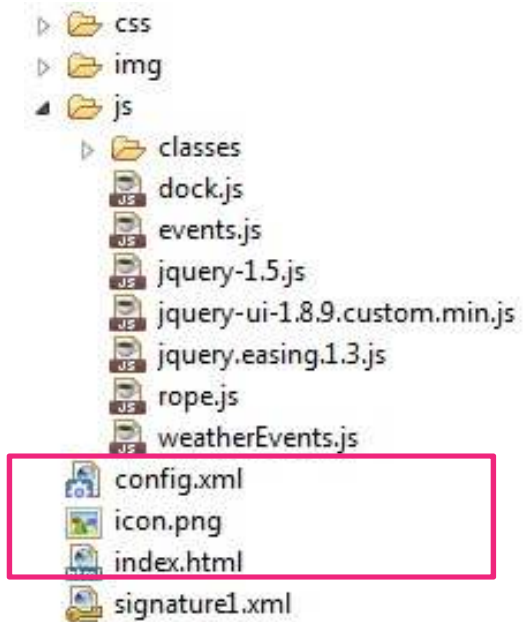 css
img
js
classes
dock.js
events.js
jquery-1.5.js
jquery-ui-1.8.9.custom.min.js
jquery.easing.1.3.js
rope.js
weatherEvents.js
config.xml
icon.png
index.html
signature1.xml